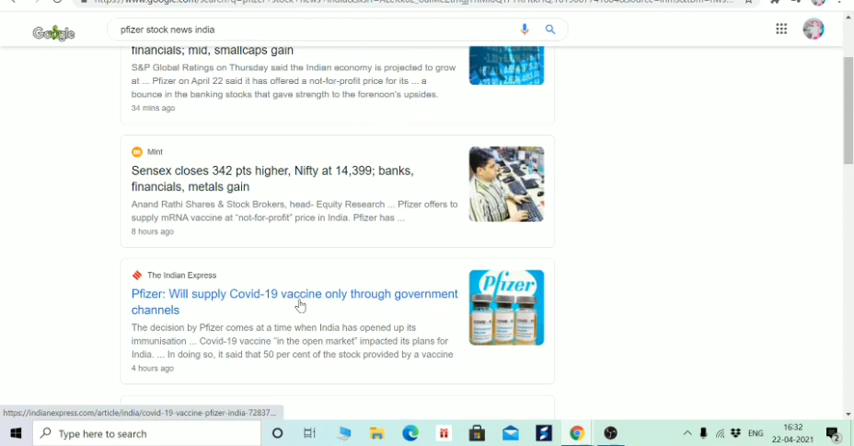 Google
pfizer stock news india
financials; mid, smallcaps gain
S&P Global Ratings on Thursday said the Indian economy is projected to grow
at ... Pfizer on April 22 said it has offered a not-for-profit price for its ... a
bounce in the banking stocks that gave strength to the forenoon's upsides.
34 mins ago
Mint
Sensex closes 342 pts higher, Nifty at 14,399; banks,
financials, metals gain
Anand Rathi Shares & Stock Brokers, head- Equity Research ... Pfizer offers to
supply mRNA vaccine at "not-for-profit" price in India. Pfizer has ...
8 hours ago
The Indian Express
Pfizer: Will supply Covid-19 vaccine only through government
channels
Pfizer
The decision by Pfizer comes at a time when India has opened up its
immunisation ... Covid-19 vaccine "in the open market" impacted its plans for
India. ... In doing so, it said that 50 per cent of the stock provided by a vaccine
4 hours ago
https://indianexpress.com/article/india/covid-19-vaccine-pfizer-india-72837...
Type here to search
ENG
16:32
22-04-2021
2